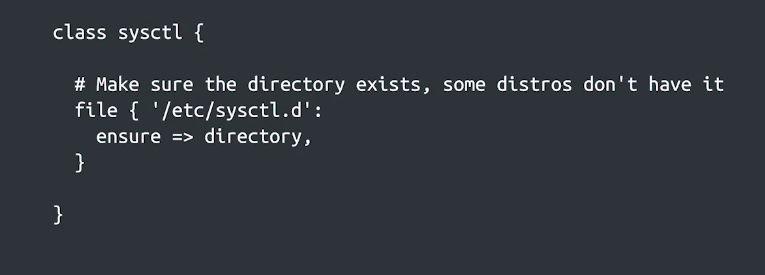 class sysctl {
# Make sure the directory exists, some distros don't have it
file { '/etc/sysctl.d':
ensure => directory,
}
}